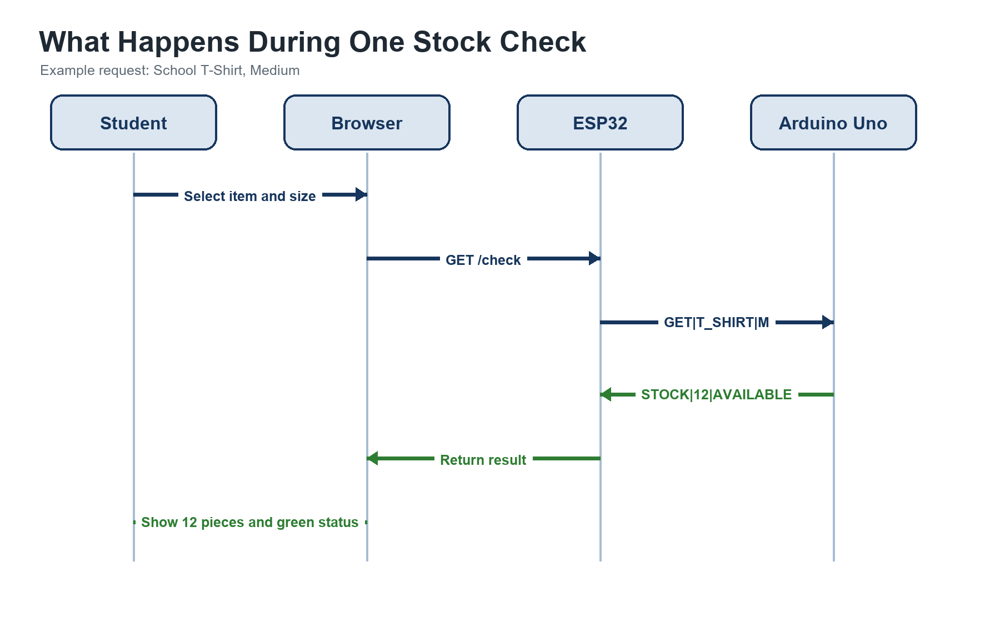 What Happens During One Stock Check
Example request: School T-Shirt, Medium
Student
Browser
ESP32
Arduino Uno
Select item and size
GET /check
GET|T_SHIRT|M
STOCK|12|AVAILABLE
Return result
Show 12 pieces and green status